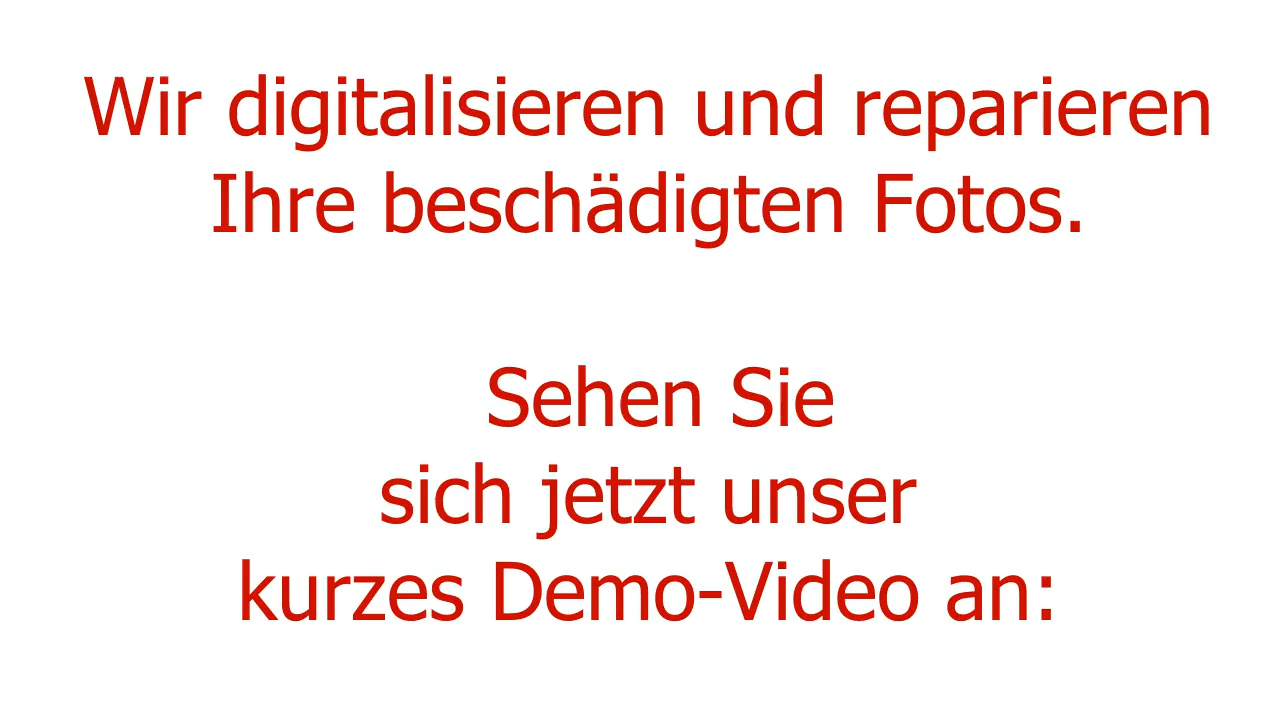 Wir digitalisieren und reparieren
Ihre beschädigten Fotos.
Sehen Sie
sich jetzt unser
kurzes Demo-Video an: